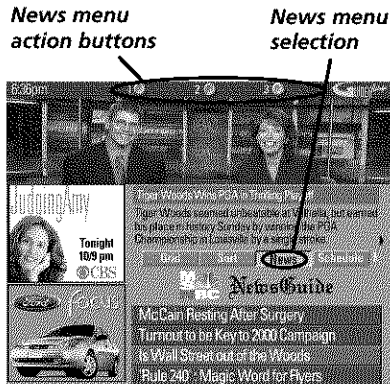 News menu
action buttons
News menu
selection
6:36pm 1 2 3
Tiger Woods Wins PGA in Thrilling Playoff
Tiger Woods seemed unbeatable at Valhalla, but earned
his place in history Sunday by winning the PGA
Championship in Louisville by a single stroke.
Judging Amy
Tonight
10/9 pm
CBS
Grid Sort News Schedule
NewsGuide
Ford Focus
McCain Resting After Surgery
Turnout to be Key to 2000 Campaign
Is Wall Street out of the Woods
'Rule 240' - Magic Word for Flyers